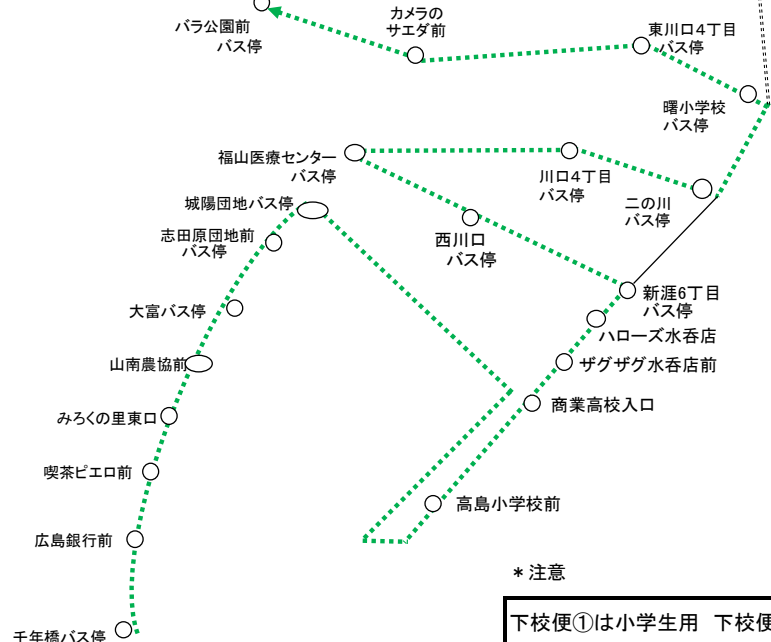 カメラの
サエダ前
バラ公園前
バス停
東川口4丁目
バス停
曙小学校
バス停
福山医療センター
バス停
川口4丁目
バス停
二の川
バス停
城陽団地バス停
志田原団地前
バス停
西川口
バス停
新涯6丁目
バス停
大富バス停
ハローズ水呑店
山南農協前
ザグザグ水呑店前
みろくの里東口
商業高校入口
喫茶ピエロ前
高島小学校前
広島銀行前
*注意
下校便①は小学生用 下校便
千年橋バス停